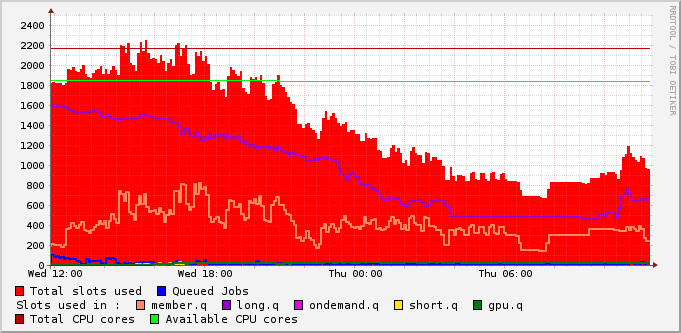 RRDTOOL / TOBI OETIKER
2400
2200
2000
1800
1600
1400
1200
1000
800
600
400
200
0
Wed 12:00 Wed 18:00 Thu 00:00 Thu 06:00
Total slots used Queued Jobs
Slots used in : member.q long.q ondemand.q short.q gpu.q
Total CPU cores Available CPU cores